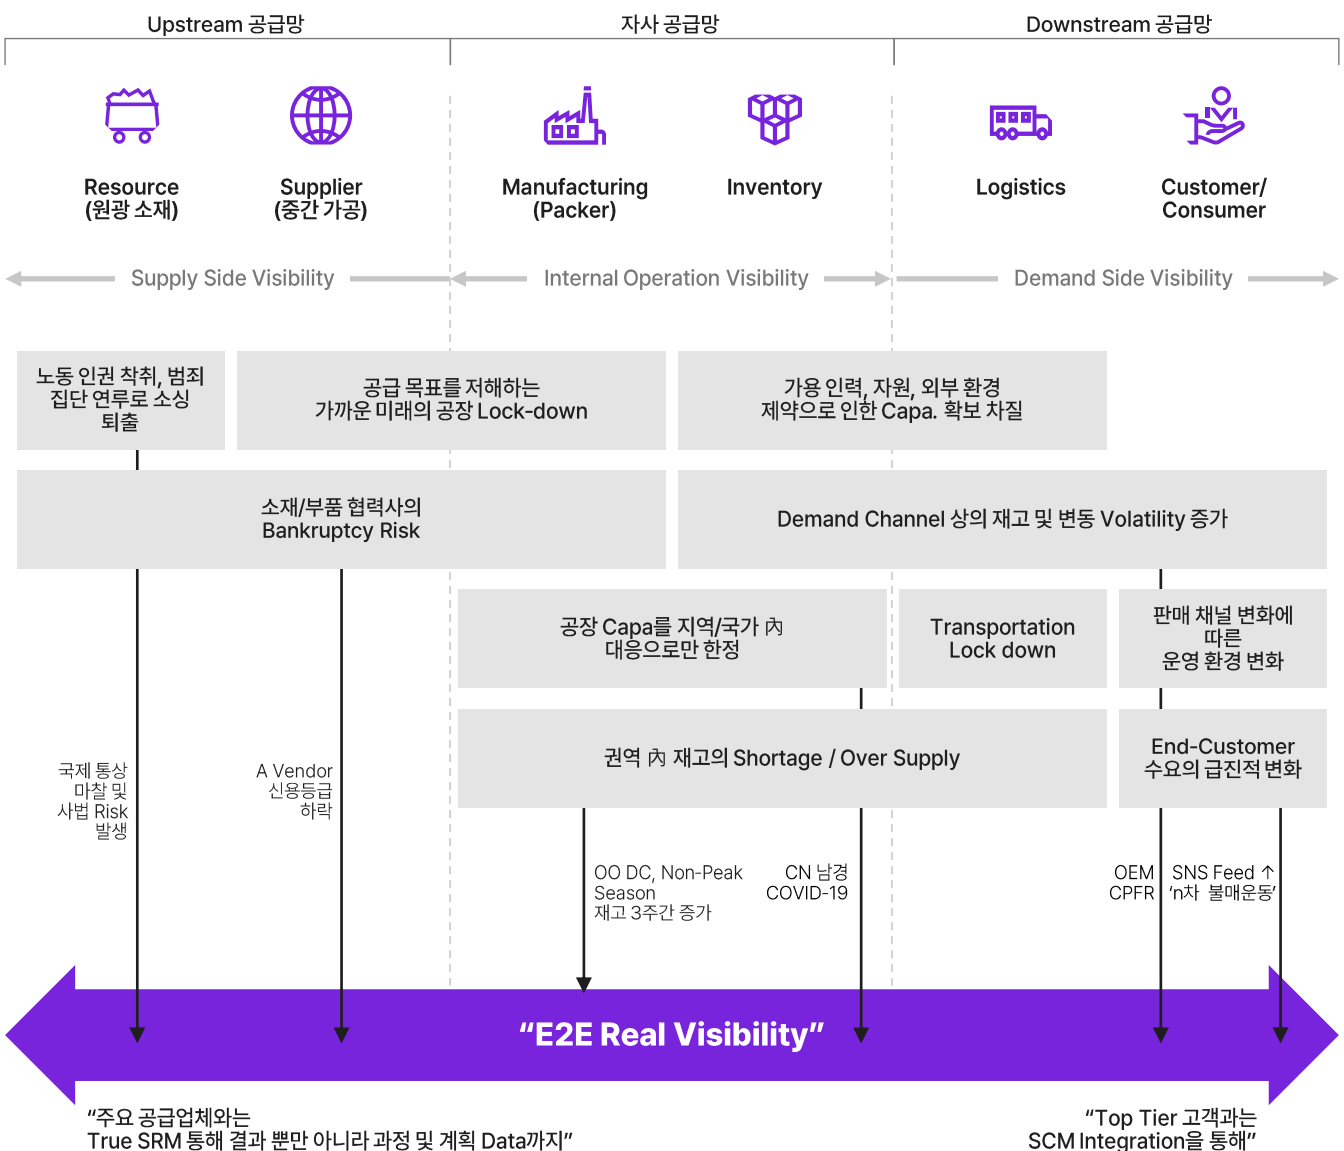 Upstream 공급망
자사 공급망
Downstream 공급망
Resource
(원광 소재)
Supplier
(중간 가공)
Manufacturing
(Packer)
Inventory
Logistics
Customer/
Consumer
Supply Side Visibility
Internal Operation Visibility
Demand Side Visibility
노동 인권 착취, 범죄
집단 연루로 소싱
퇴출
공급 목표를 저해하는
가까운 미래의 공장 Lock-down
가용 인력, 자원, 외부 환경
제약으로 인한 Capa. 확보 차질
소재/부품 협력사의
Bankruptcy Risk
Demand Channel 상의 재고 및 변동 Volatility 증가
공장 Capa를 지역/국가 內
대응으로만 한정
Transportation
Lock down
판매 채널 변화에
따른
운영 환경 변화
권역 內 재고의 Shortage / Over Supply
End-Customer
수요의 급진적 변화
국제 통상
마찰 및
사법 Risk
발생
A Vendor
신용등급
하락
OO DC, Non-Peak
Season
재고 3주간 증가
CN 남경
COVID-19
OEM
CPFR
SNS Feed ↑
‘n차 불매운동’
“E2E Real Visibility”
“주요 공급업체와는
True SRM 통해 결과 뿐만 아니라 과정 및 계획 Data까지”
“Top Tier 고객과는
SCM Integration을 통해”